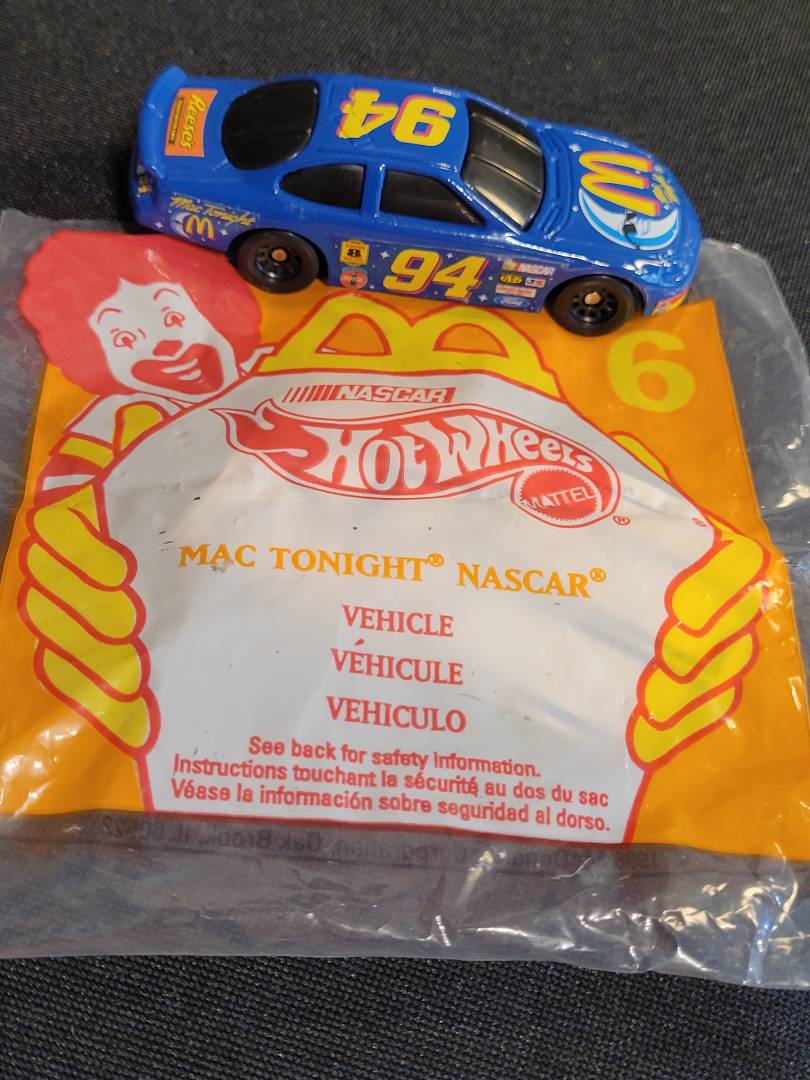 94
Reese's
Mac Tonight
M
94
NASCAR
Ford
6
NASCAR
Hot Wheels
MATTEL
®
®
MAC TONIGHT® NASCAR®
VEHICLE
VÉHICULE
VEHICULO
See back for safety information.
Instructions touchant la sécurité au dos du sac
Véase la información sobre seguridad al dorso.